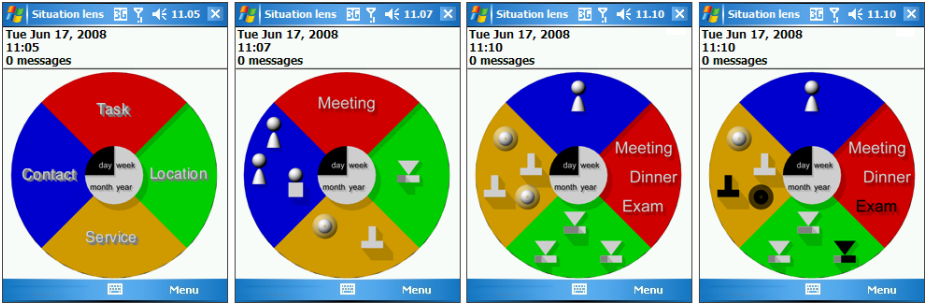 Situation lens 3G 11.05
Tue Jun 17, 2008
11:05
0 messages
Task
Contact
Location
Service
day week
month year
Menu
Situation lens 3G 11.07
Tue Jun 17, 2008
11:07
0 messages
Meeting
day week
month year
Menu
Situation lens 3G 11.10
Tue Jun 17, 2008
11:10
0 messages
Meeting
Dinner
Exam
day week
month year
Menu
Situation lens 3G 11.10
Tue Jun 17, 2008
11:10
0 messages
Meeting
Dinner
Exam
day week
month year
Menu